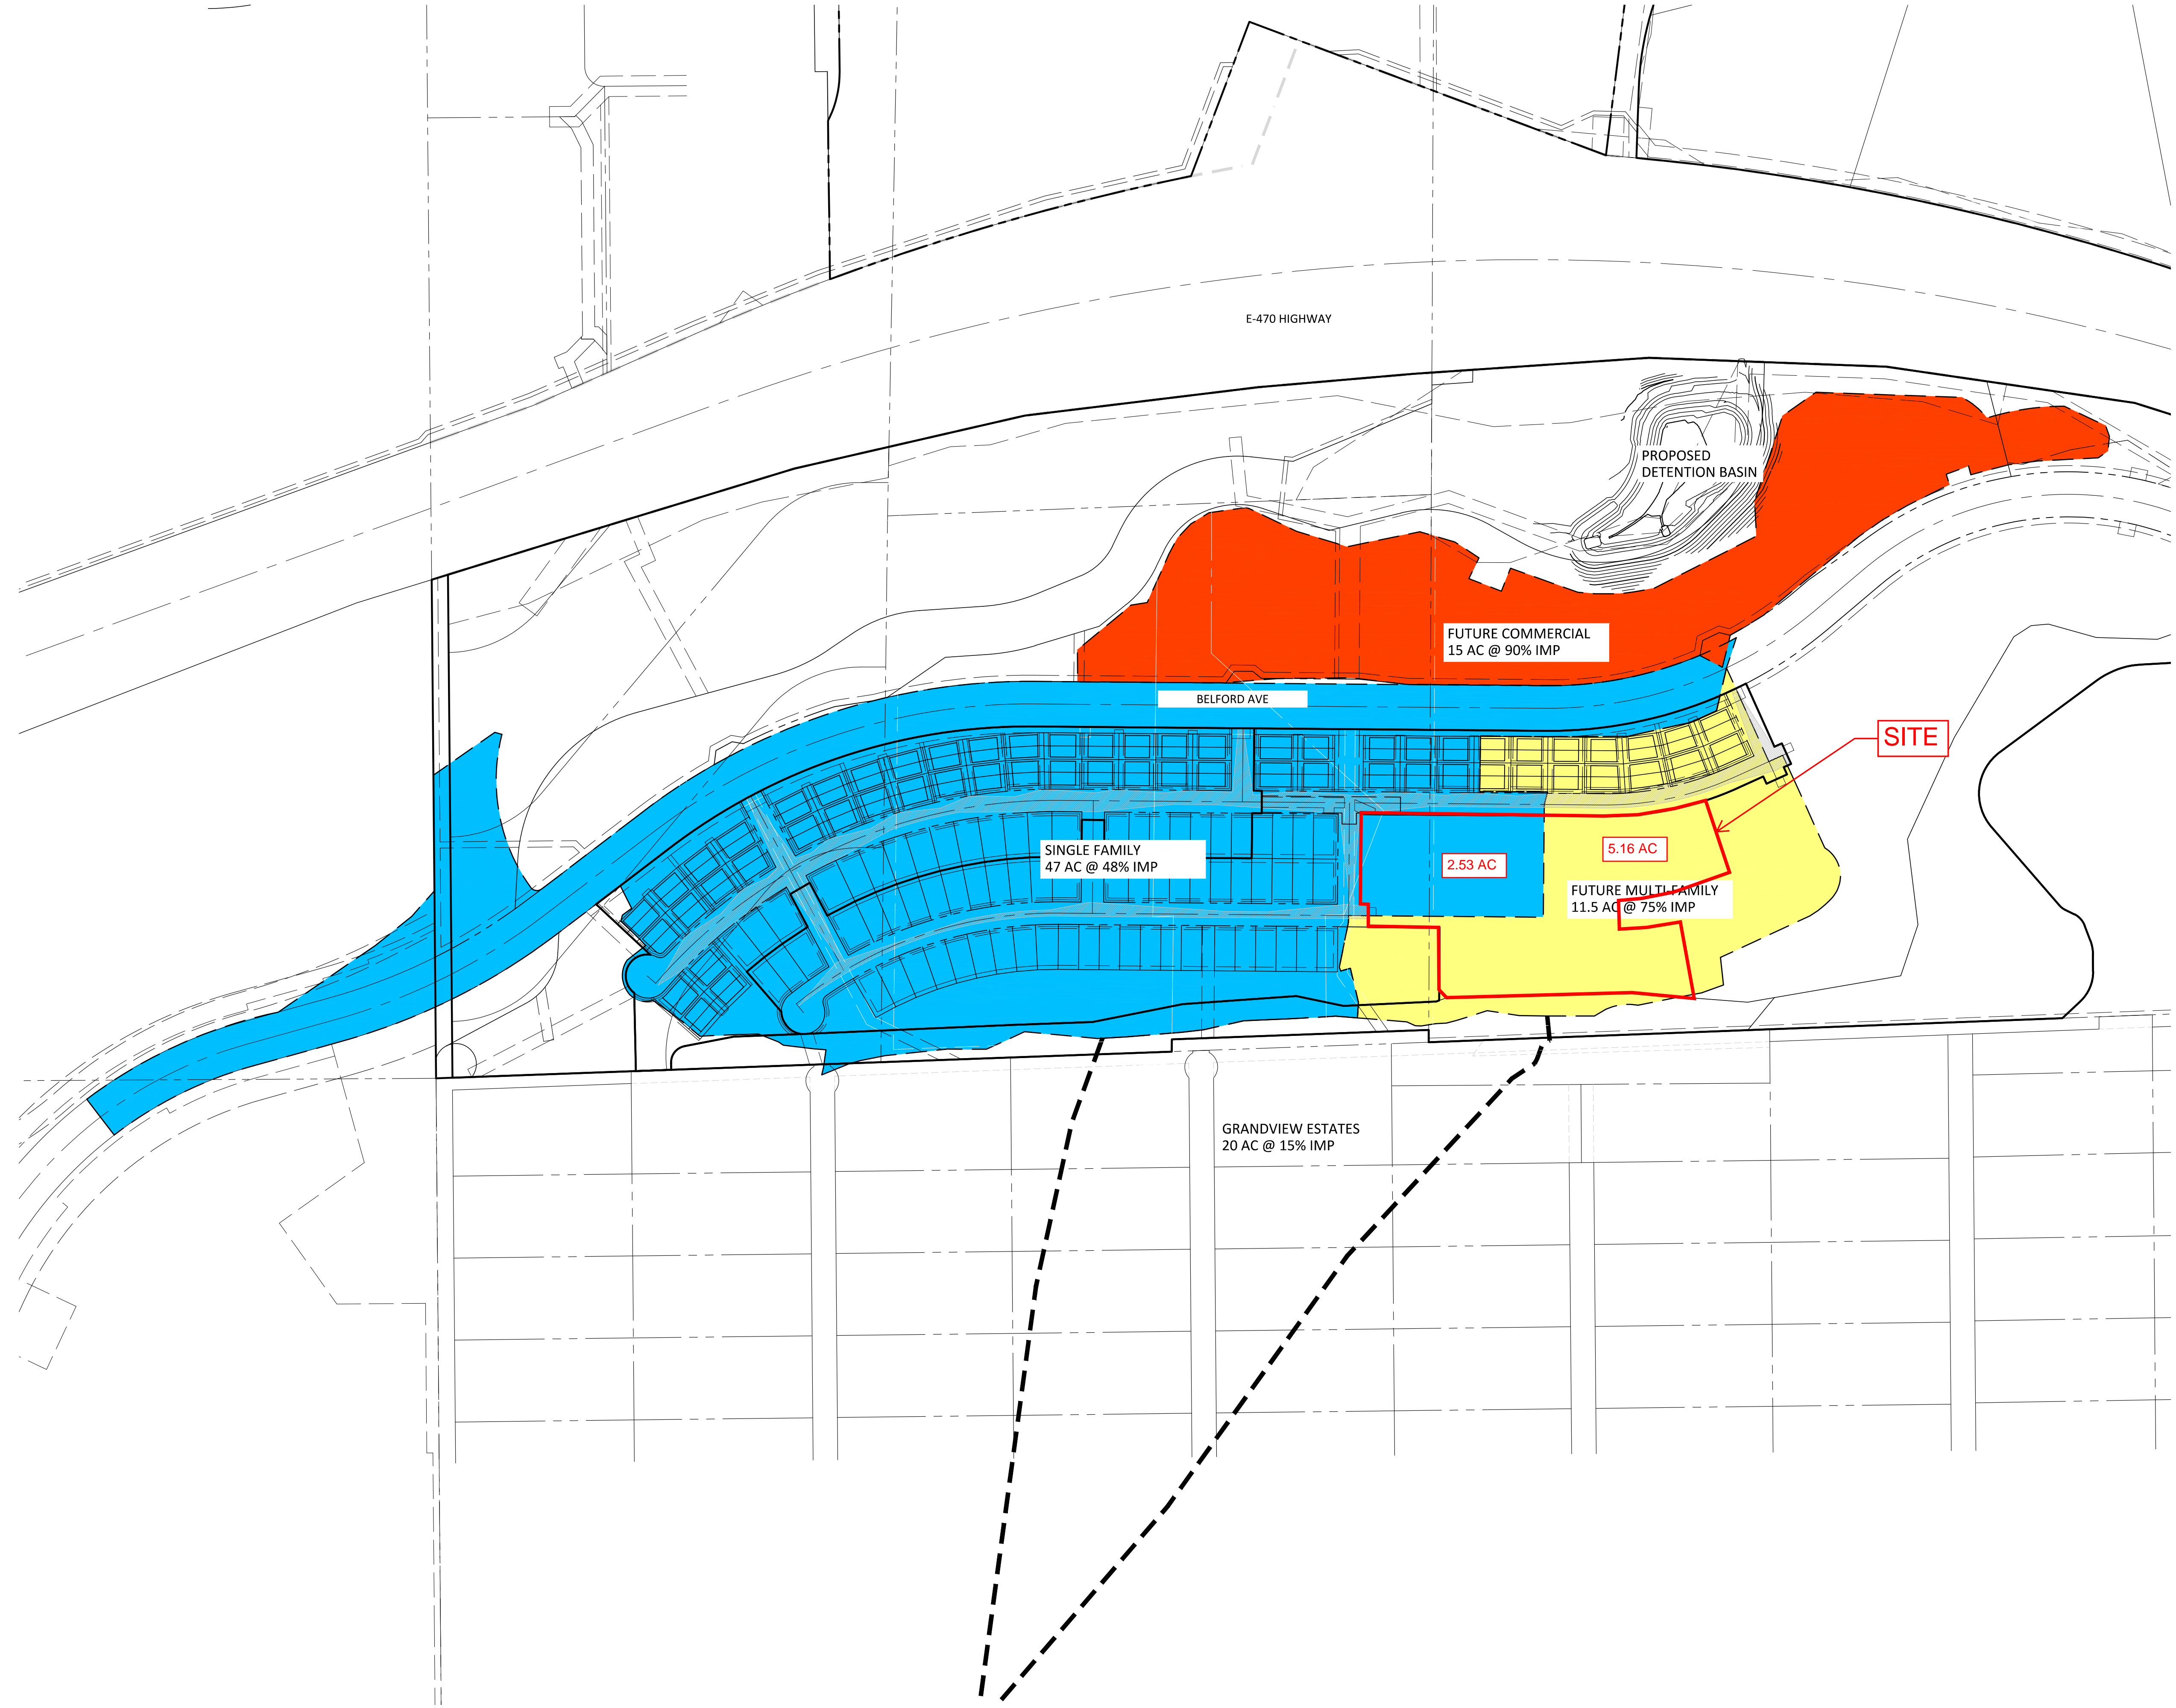 E-470 HIGHWAY
PROPOSED
DETENTION BASIN
FUTURE COMMERCIAL
15 AC @ 90% IMP
BELFORD AVE
SITE
SINGLE FAMILY
47 AC @ 48% IMP
2.53 AC
5.16 AC
FUTURE MULTI-FAMILY
11.5 AC @ 75% IMP
GRANDVIEW ESTATES
20 AC @ 15% IMP